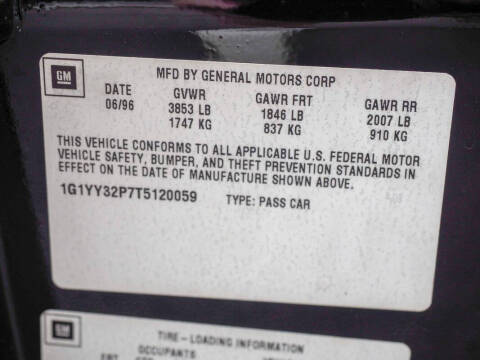 GM
MFD BY GENERAL MOTORS CORP
DATE GVWR GAWR FRT GAWR RR
06/96 3853 LB 1846 LB 2007 LB
1747 KG 837 KG 910 KG
THIS VEHICLE CONFORMS TO ALL APPLICABLE U.S. FEDERAL MOTOR
VEHICLE SAFETY, BUMPER, AND THEFT PREVENTION STANDARDS IN
EFFECT ON THE DATE OF MANUFACTURE SHOWN ABOVE.
1G1YY32P7T5120059 TYPE: PASS CAR
GM
TIRE-LOADING INFORMATION
OCCUPANTS